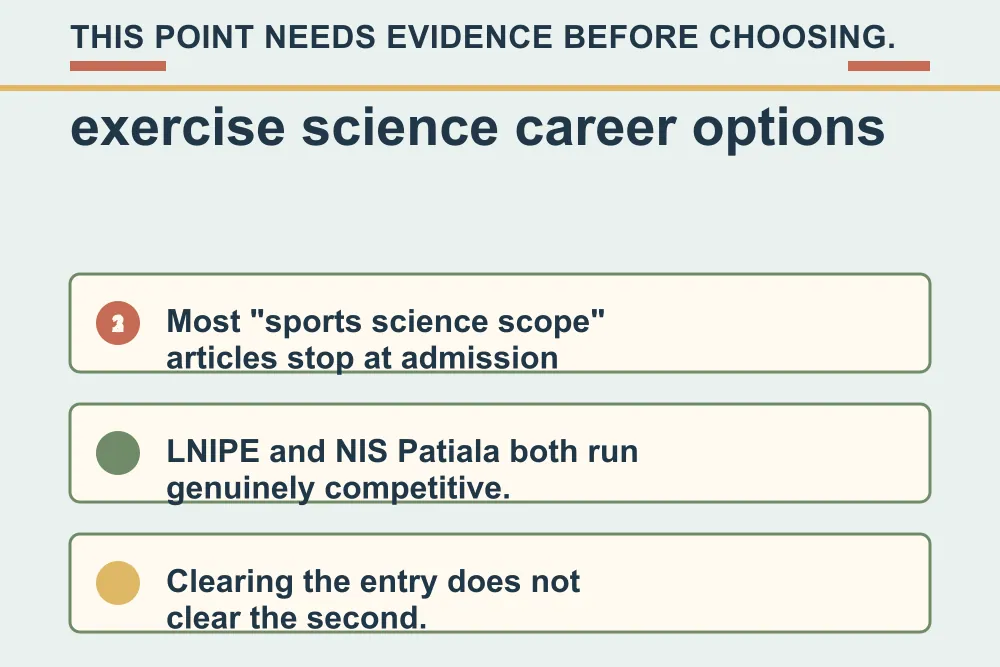 THIS POINT NEEDS EVIDENCE BEFORE CHOOSING.
exercise science career options
Most "sports science scope"
articles stop at admission
LNIPE and NIS Patiala both run
genuinely competitive.
Clearing the entry does not
clear the second.